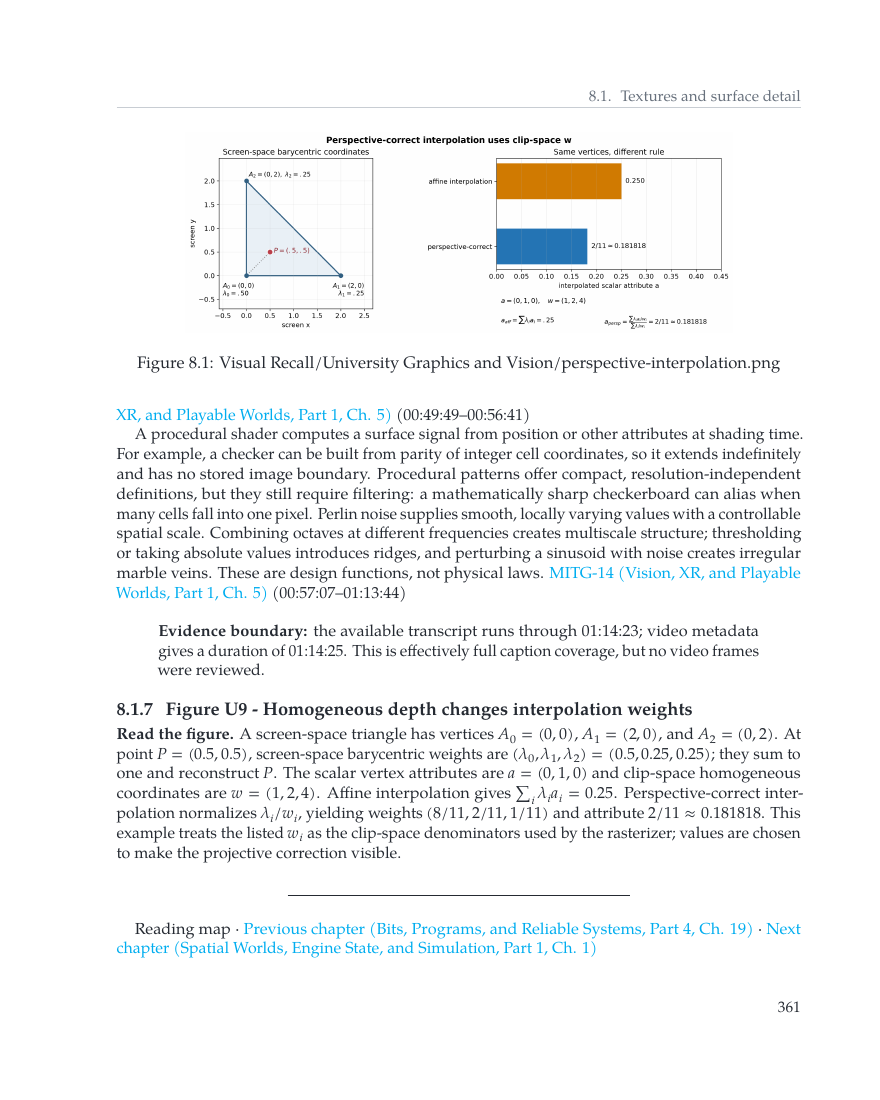 8.1. Textures and surface detail
Perspective-correct interpolation uses clip-space w
Screen-space barycentric coordinates
A₂ = (0, 2), λ₂ = .25
2.0
1.5
1.0
0.5
0.0
−0.5
screen y
P = (.5, .5)
A₀ = (0, 0)
λ₀ = .50
A₁ = (2, 0)
λ₁ = .25
−0.5 0.0 0.5 1.0 1.5 2.0 2.5
screen x
Same vertices, different rule
affine interpolation
0.250
perspective-correct
2/11 = 0.181818
0.00 0.05 0.10 0.15 0.20 0.25 0.30 0.35 0.40 0.45
interpolated scalar attribute a
a = (0, 1, 0), w = (1, 2, 4)
a_aff = ∑λᵢaᵢ = .25
a_persp = ∑λᵢaᵢ/wᵢ / ∑λᵢ/wᵢ = 2/11 = 0.181818
Figure 8.1: Visual Recall/University Graphics and Vision/perspective-interpolation.png
XR, and Playable Worlds, Part 1, Ch. 5) (00:49:49–00:56:41)
A procedural shader computes a surface signal from position or other attributes at shading time.
For example, a checker can be built from parity of integer cell coordinates, so it extends indefinitely
and has no stored image boundary. Procedural patterns offer compact, resolution-independent
definitions, but they still require filtering: a mathematically sharp checkerboard can alias when
many cells fall into one pixel. Perlin noise supplies smooth, locally varying values with a controllable
spatial scale. Combining octaves at different frequencies creates multiscale structure; thresholding
or taking absolute values introduces ridges, and perturbing a sinusoid with noise creates irregular
marble veins. These are design functions, not physical laws. MITG-14 (Vision, XR, and Playable
Worlds, Part 1, Ch. 5) (00:57:07–01:13:44)
Evidence boundary: the available transcript runs through 01:14:23; video metadata
gives a duration of 01:14:25. This is effectively full caption coverage, but no video frames
were reviewed.
8.1.7 Figure U9 - Homogeneous depth changes interpolation weights
Read the figure. A screen-space triangle has vertices A₀ = (0, 0), A₁ = (2, 0), and A₂ = (0, 2). At
point P = (0.5, 0.5), screen-space barycentric weights are (λ₀, λ₁, λ₂) = (0.5, 0.25, 0.25); they sum to
one and reconstruct P. The scalar vertex attributes are a = (0, 1, 0) and clip-space homogeneous
coordinates are w = (1, 2, 4). Affine interpolation gives ∑ᵢ λᵢaᵢ = 0.25. Perspective-correct inter-
polation normalizes λᵢ/wᵢ, yielding weights (8/11, 2/11, 1/11) and attribute 2/11 ≈ 0.181818. This
example treats the listed wᵢ as the clip-space denominators used by the rasterizer; values are chosen
to make the projective correction visible.
Reading map · Previous chapter (Bits, Programs, and Reliable Systems, Part 4, Ch. 19) · Next
chapter (Spatial Worlds, Engine State, and Simulation, Part 1, Ch. 1)
361